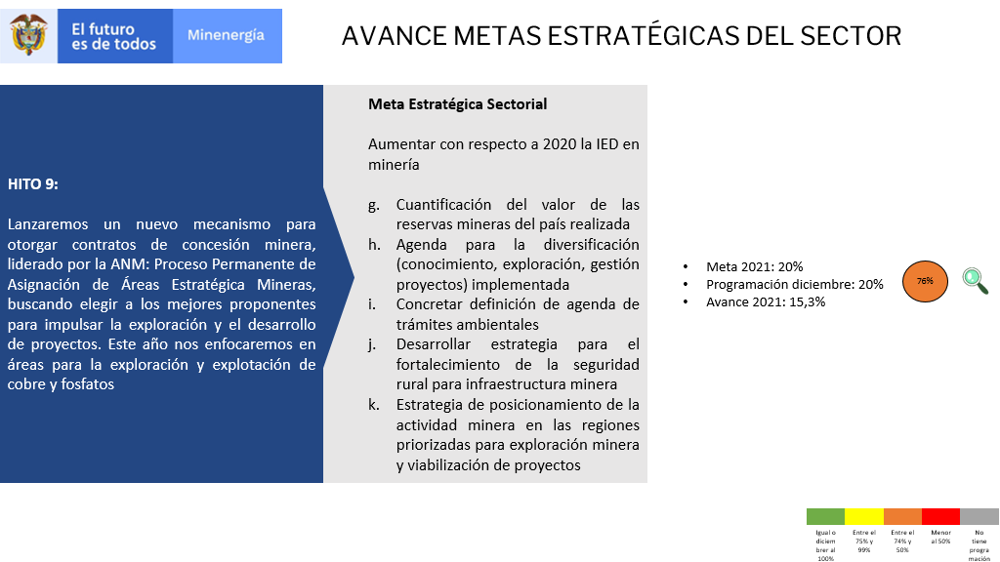 El futuro
es de todos
Minenergía
AVANCE METAS ESTRATÉGICAS DEL SECTOR
HITO 9:
Lanzaremos un nuevo mecanismo para
otorgar contratos de concesión minera,
liderado por la ANM: Proceso Permanente de
Asignación de Áreas Estratégica Mineras,
buscando elegir a los mejores proponentes
para impulsar la exploración y el desarrollo
de proyectos. Este año nos enfocaremos en
áreas para la exploración y explotación de
cobre y fosfatos
Meta Estratégica Sectorial
Aumentar con respecto a 2020 la IED en
minería
g. Cuantificación del valor de las
reservas mineras del país realizada
h. Agenda para la diversificación
(conocimiento, exploración, gestión
proyectos) implementada
i. Concretar definición de agenda de
trámites ambientales
j. Desarrollar estrategia para el
fortalecimiento de la seguridad
rural para infraestructura minera
k. Estrategia de posicionamiento de la
actividad minera en las regiones
priorizadas para exploración minera
y viabilización de proyectos
• Meta 2021: 20%
• Programación diciembre: 20%
• Avance 2021: 15,3%
76%
Igual o
diciem
brer al
100%
Entre el
75% y
99%
Entre el
74% y
50%
Menor
al 50%
No
tiene
progra
mación